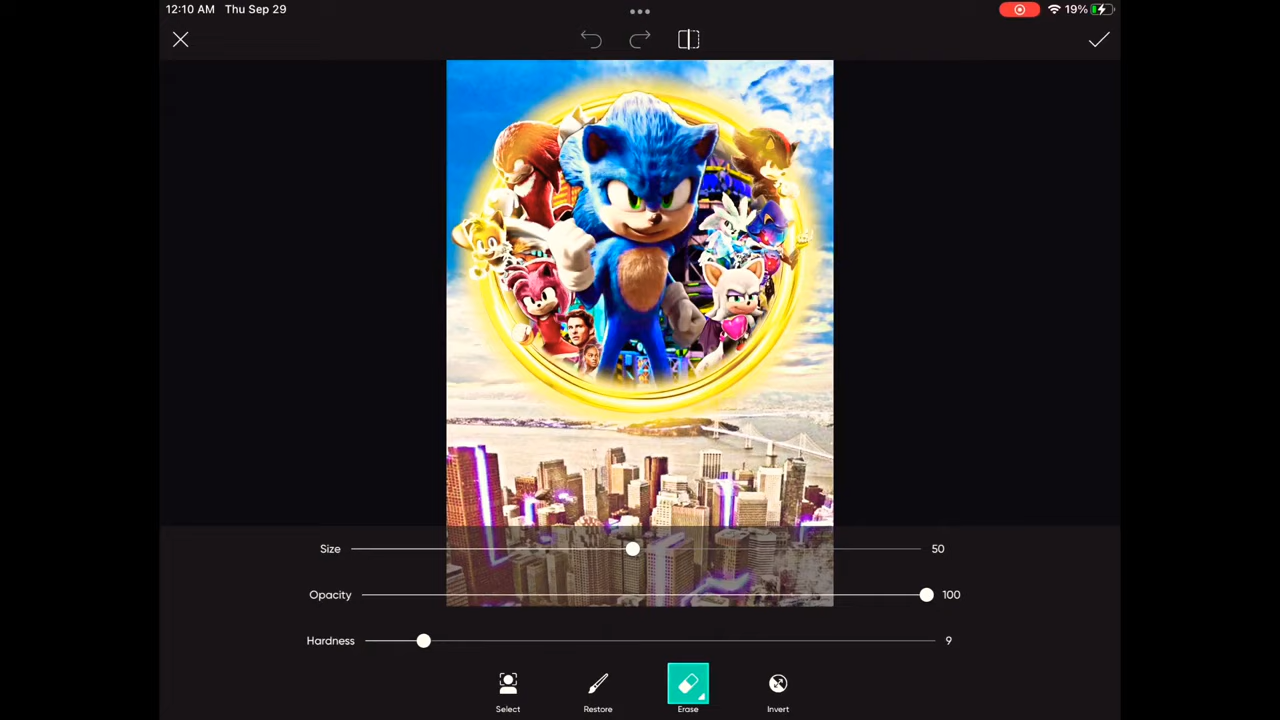 12:10 AM Thu Sep 29
19%
Size 50
Opacity 100
Hardness 9
Select Restore Erase Invert